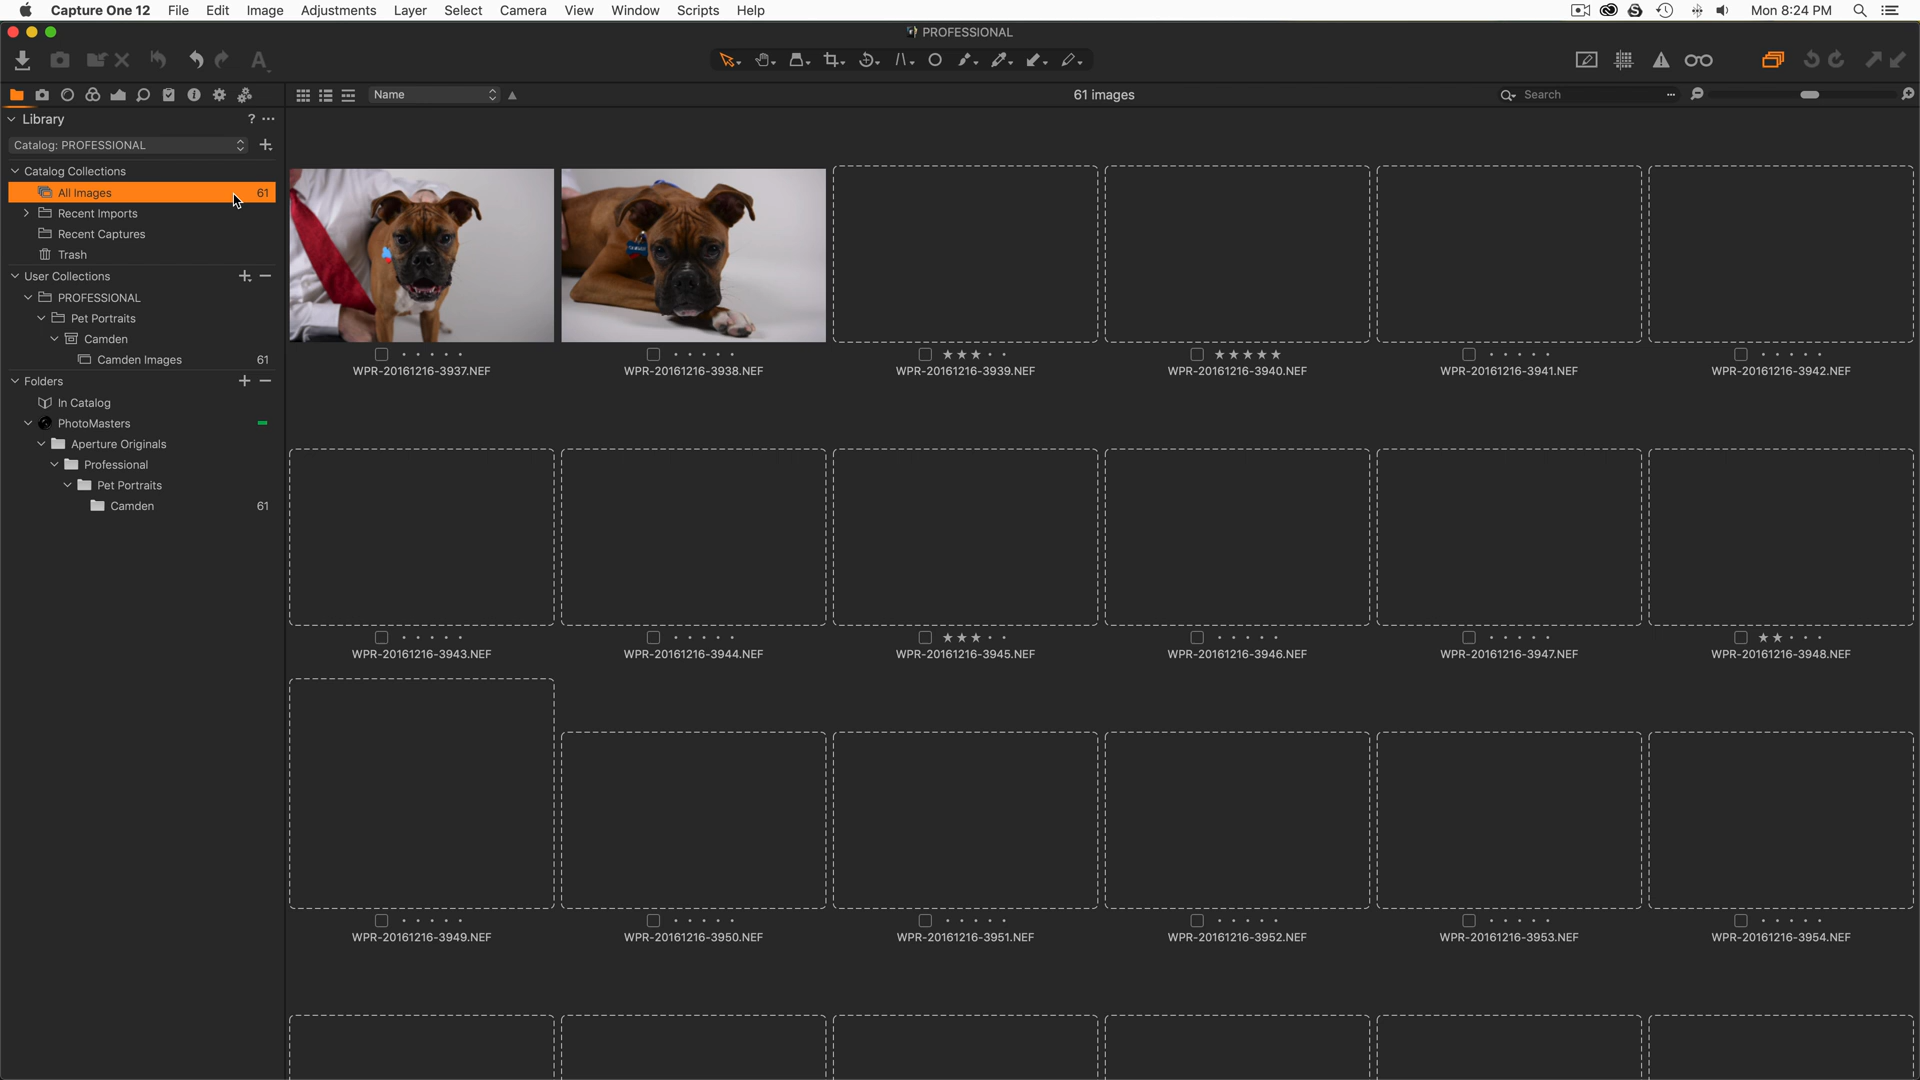 Capture One 12 File Edit Image Adjustments Layer Select Camera View Window Scripts Help Mon 8:24 PM
PROFESSIONAL
Name 61 images Search
Library ?
Catalog: PROFESSIONAL
Catalog Collections
All Images 61
Recent Imports
Recent Captures
Trash
User Collections
PROFESSIONAL
Pet Portraits
Camden
Camden Images 61
Folders
In Catalog
PhotoMasters
Aperture Originals
Professional
Pet Portraits
Camden 61
WPR-20161216-3937.NEF WPR-20161216-3938.NEF WPR-20161216-3939.NEF WPR-20161216-3940.NEF WPR-20161216-3941.NEF WPR-20161216-3942.NEF
WPR-20161216-3943.NEF WPR-20161216-3944.NEF WPR-20161216-3945.NEF WPR-20161216-3946.NEF WPR-20161216-3947.NEF WPR-20161216-3948.NEF
WPR-20161216-3949.NEF WPR-20161216-3950.NEF WPR-20161216-3951.NEF WPR-20161216-3952.NEF WPR-20161216-3953.NEF WPR-20161216-3954.NEF